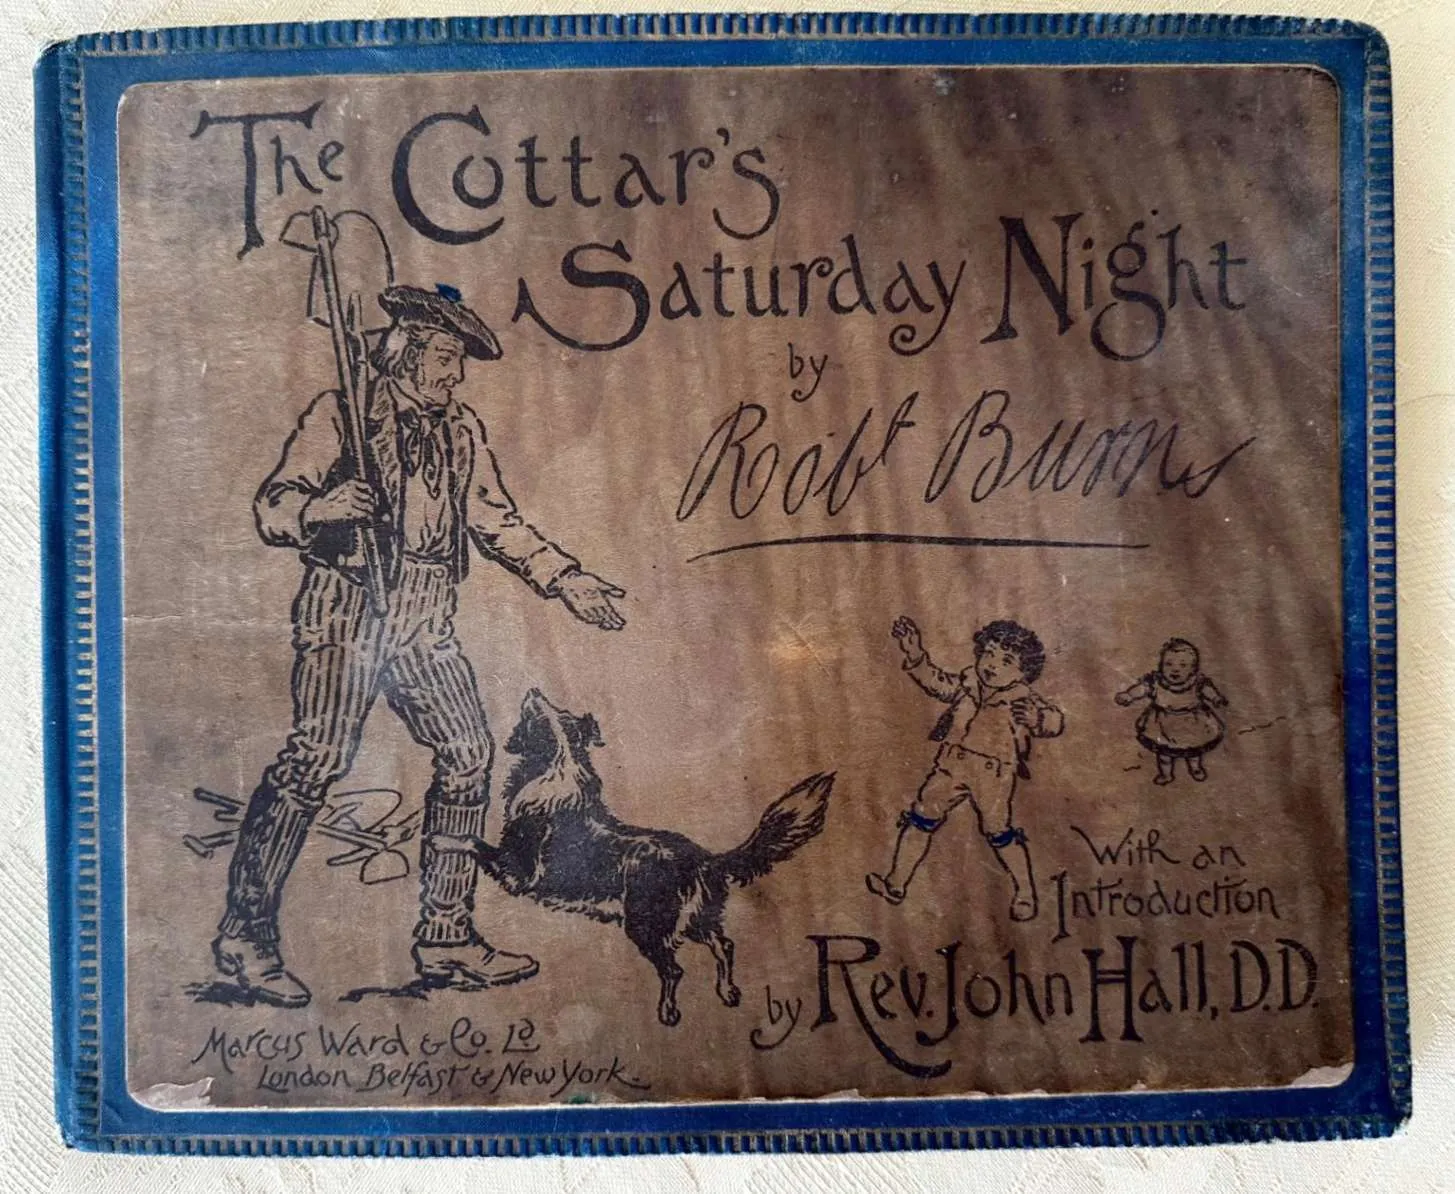 The Cottar's
Saturday Night
by
Robt Burns
With an
Introduction
by Rev. John Hall, D.D.
Marcus Ward & Co. Ld
London Belfast & New York.